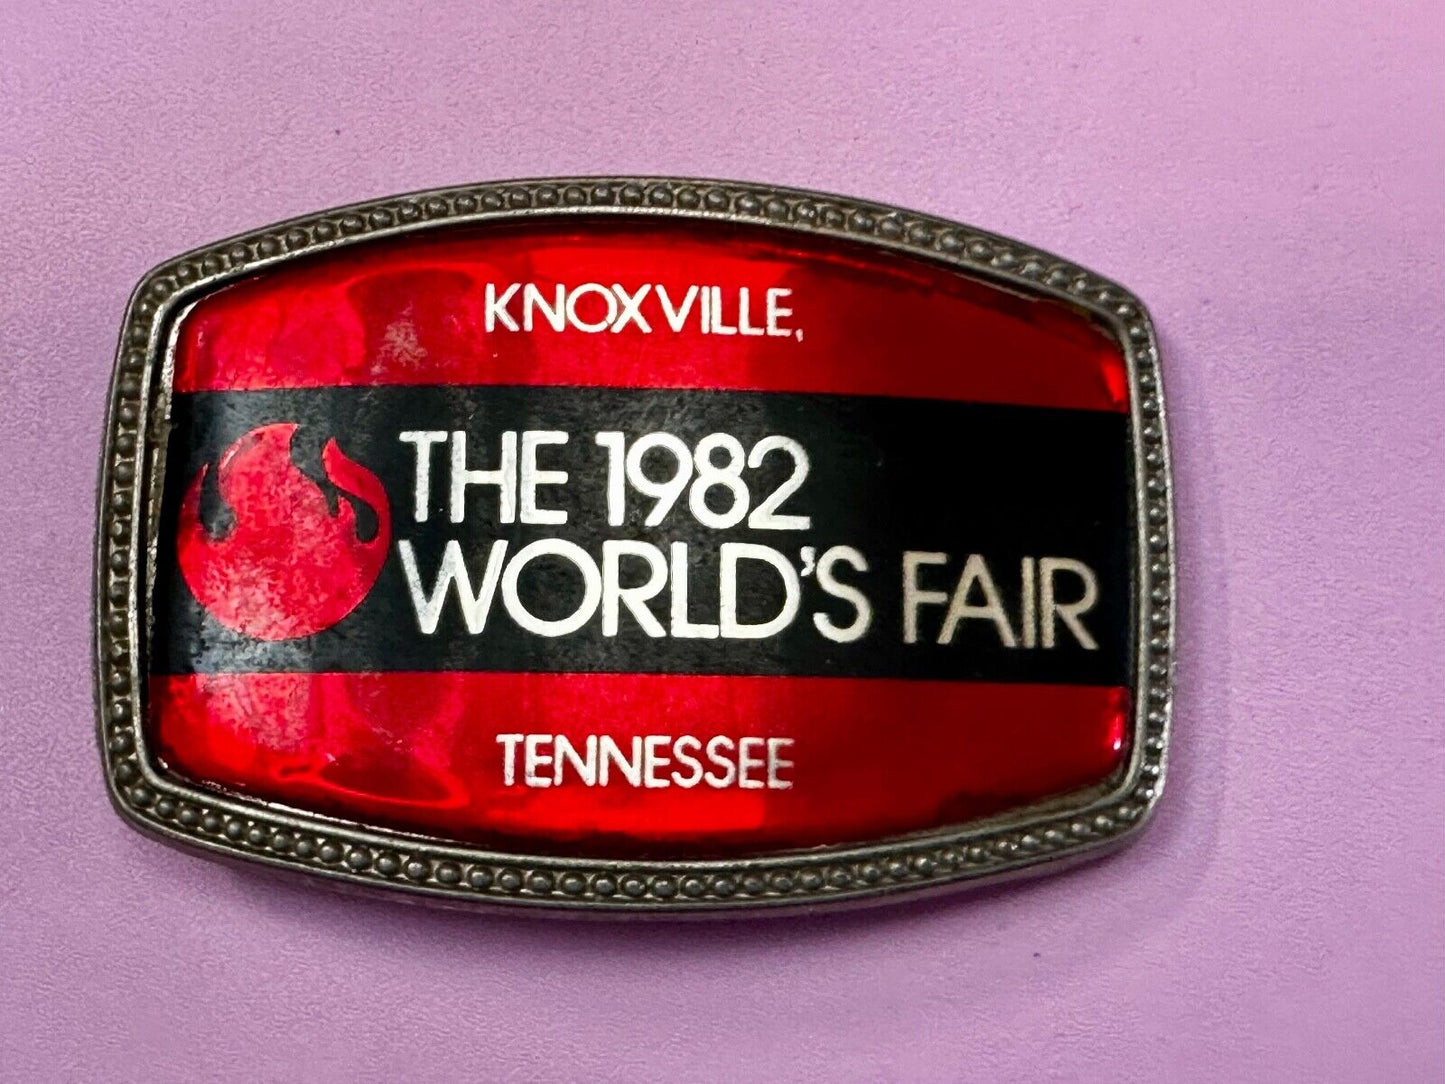 KNOXVILLE,
THE 1982
WORLD'S FAIR
TENNESSEE